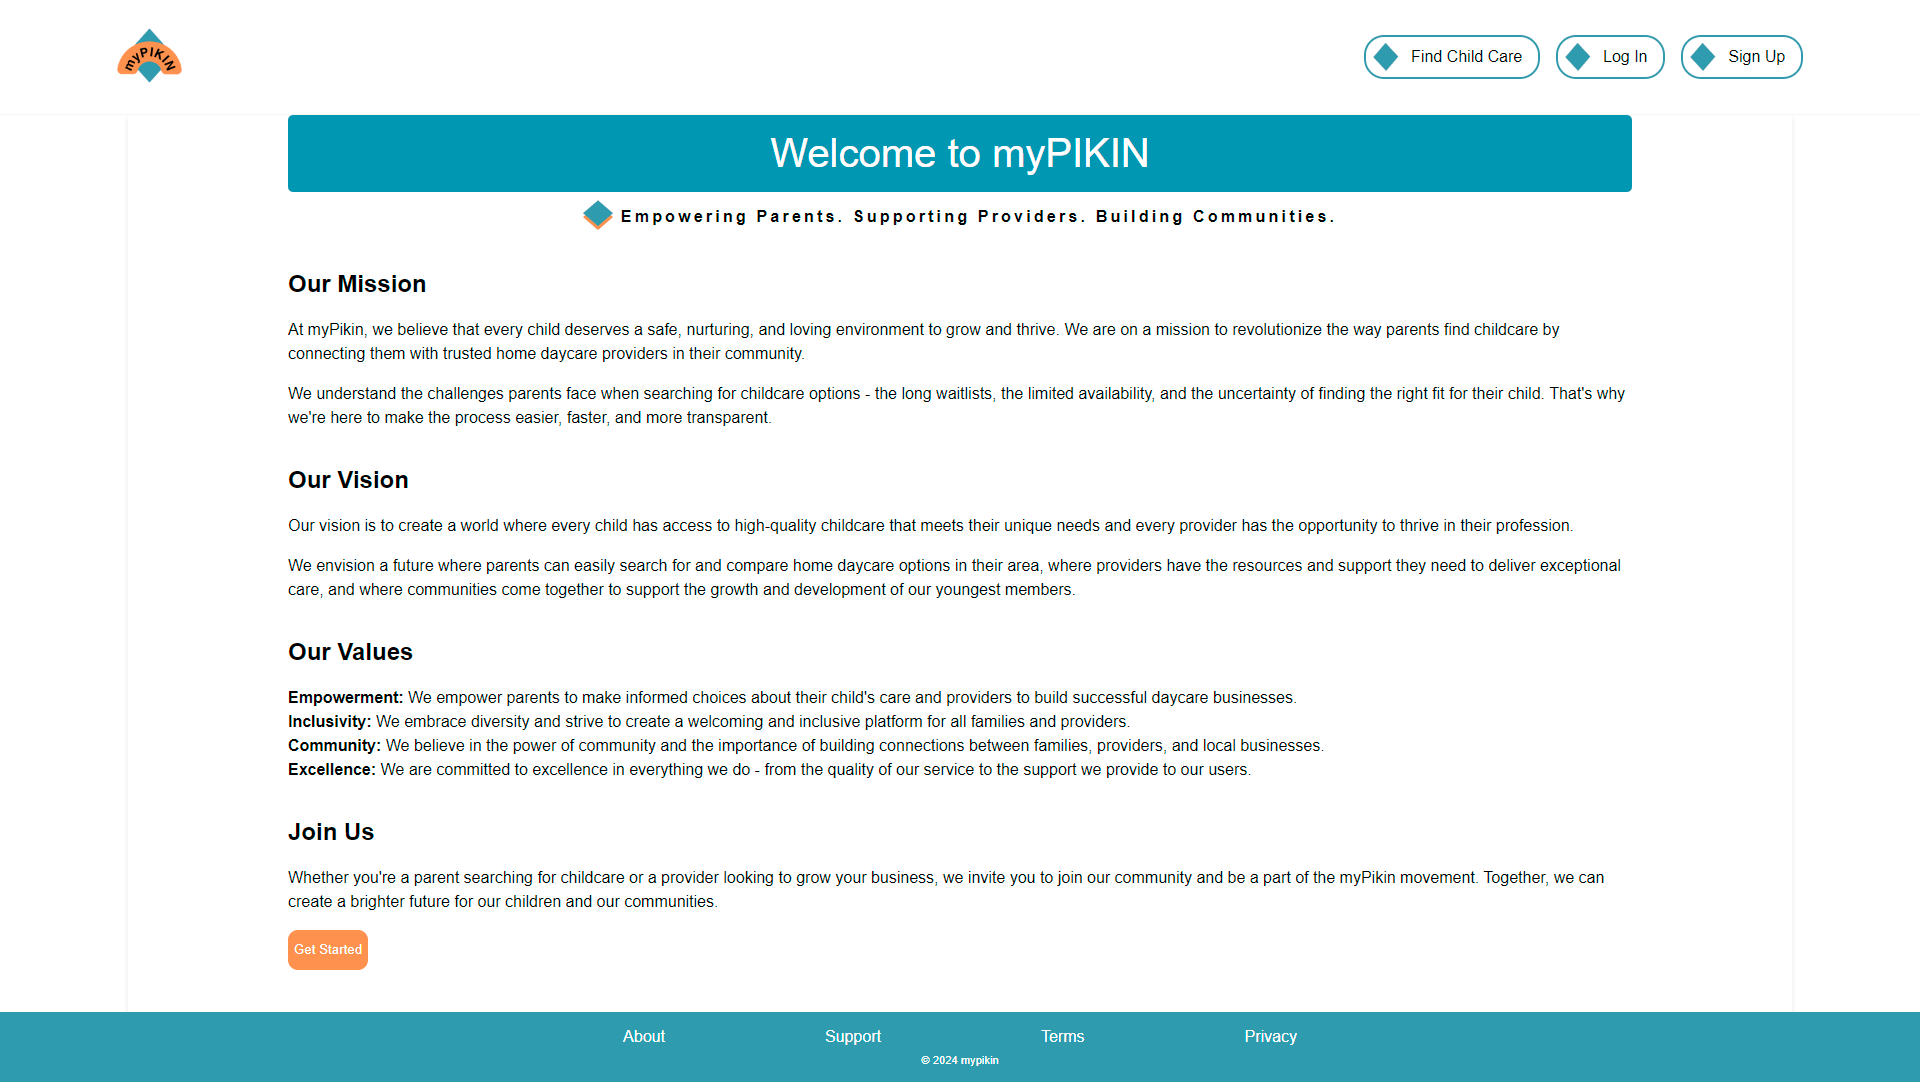 myPIKIN
Find Child Care
Log In
Sign Up
Welcome to myPIKIN
Empowering Parents. Supporting Providers. Building Communities.
Our Mission
At myPikin, we believe that every child deserves a safe, nurturing, and loving environment to grow and thrive. We are on a mission to revolutionize the way parents find childcare by
connecting them with trusted home daycare providers in their community.
We understand the challenges parents face when searching for childcare options - the long waitlists, the limited availability, and the uncertainty of finding the right fit for their child. That's why
we're here to make the process easier, faster, and more transparent.
Our Vision
Our vision is to create a world where every child has access to high-quality childcare that meets their unique needs and every provider has the opportunity to thrive in their profession.
We envision a future where parents can easily search for and compare home daycare options in their area, where providers have the resources and support they need to deliver exceptional
care, and where communities come together to support the growth and development of our youngest members.
Our Values
Empowerment: We empower parents to make informed choices about their child's care and providers to build successful daycare businesses.
Inclusivity: We embrace diversity and strive to create a welcoming and inclusive platform for all families and providers.
Community: We believe in the power of community and the importance of building connections between families, providers, and local businesses.
Excellence: We are committed to excellence in everything we do - from the quality of our service to the support we provide to our users.
Join Us
Whether you're a parent searching for childcare or a provider looking to grow your business, we invite you to join our community and be a part of the myPikin movement. Together, we can
create a brighter future for our children and our communities.
Get Started
About
Support
Terms
Privacy
© 2024 mypikin